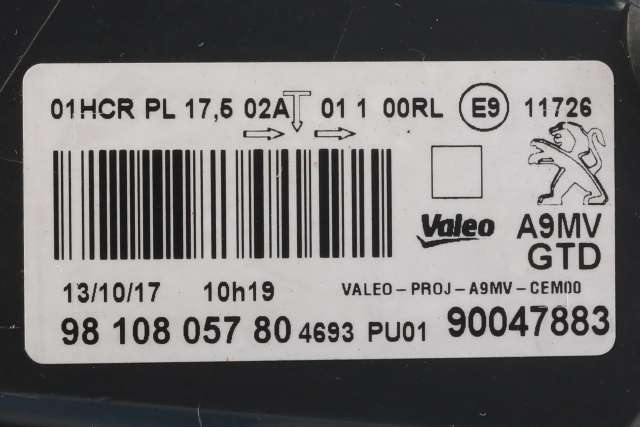 01HCR PL 17,5 02A 01 1 00RL E9 11726
Valeo A9MV
GTD
13/10/17 10h19 VALEO-PROJ-A9MV-CEM00
98 108 057 80 4693 PU01 90047883